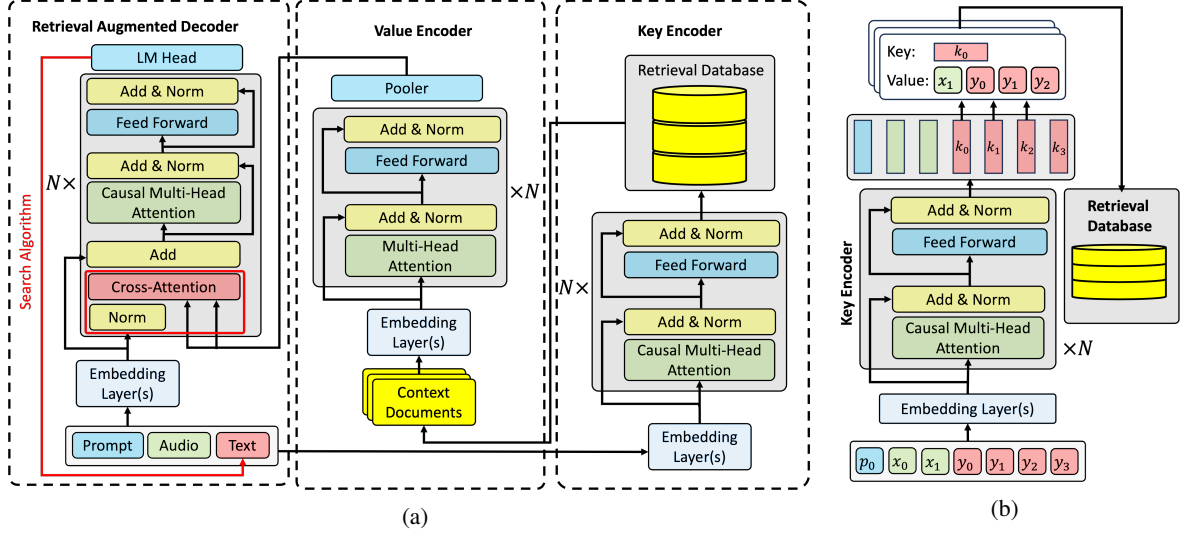 Retrieval Augmented Decoder
LM Head
Add & Norm
Feed Forward
Add & Norm
N×
Causal Multi-Head
Attention
Add
Cross-Attention
Norm
Search Algorithm
Embedding
Layer(s)
Prompt
Audio
Text
Value Encoder
Pooler
Add & Norm
Feed Forward
×N
Add & Norm
Multi-Head
Attention
Embedding
Layer(s)
Context
Documents
Key Encoder
Retrieval Database
Add & Norm
Feed Forward
N×
Add & Norm
Causal Multi-Head
Attention
Embedding
Layer(s)
(a)
Key: k₀
Value: x₁ y₀ y₁ y₂
k₀ k₁ k₂ k₃
Key Encoder
Add & Norm
Feed Forward
Add & Norm
Causal Multi-Head
Attention
×N
Retrieval
Database
Embedding Layer(s)
p₀ x₀ x₁ y₀ y₁ y₂ y₃
(b)